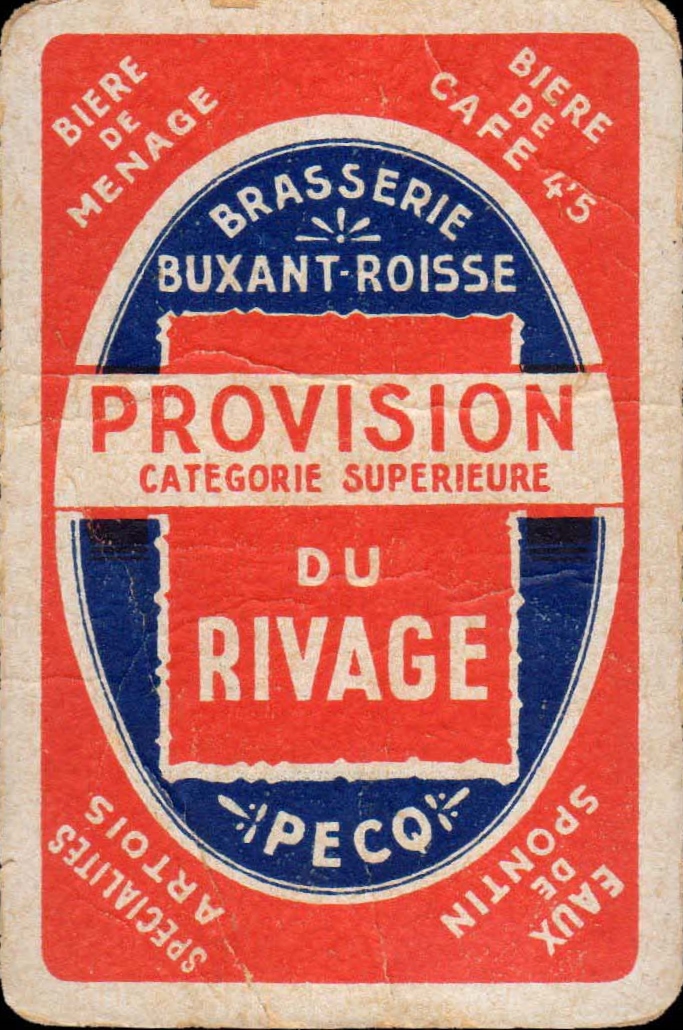 BIERE
DE
MENAGE
BIERE
DE
CAFE 4'5
BRASSERIE
BUXANT-ROISSE
PROVISION
CATEGORIE SUPERIEURE
DU
RIVAGE
PECQ
SPECIALITES
ARTOIS
EAUX
DE
SPONTIN